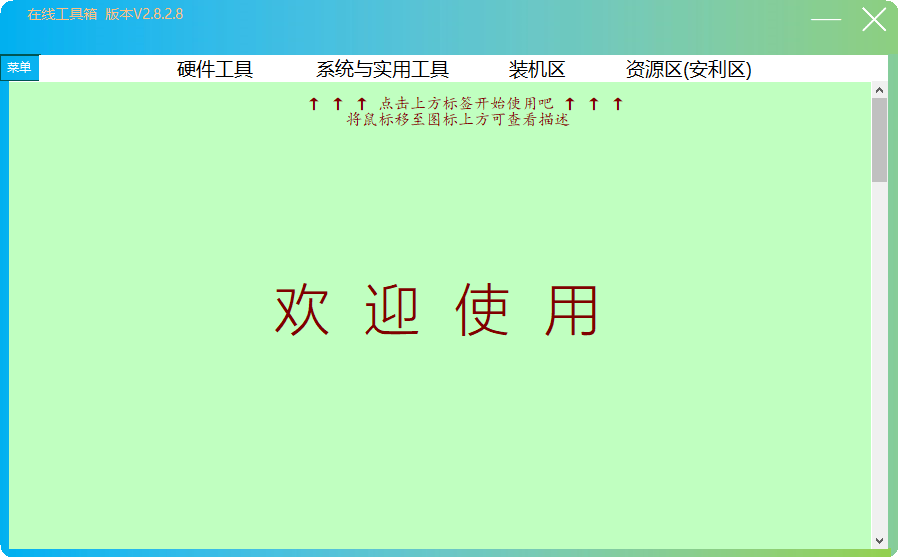 在线工具箱 版本V2.8.2.8
菜单 硬件工具 系统与实用工具 装机区 资源区(安利区)
↑ ↑ ↑ 点击上方标签开始使用吧 ↑ ↑ ↑
将鼠标移至图标上方可查看描述
欢 迎 使 用